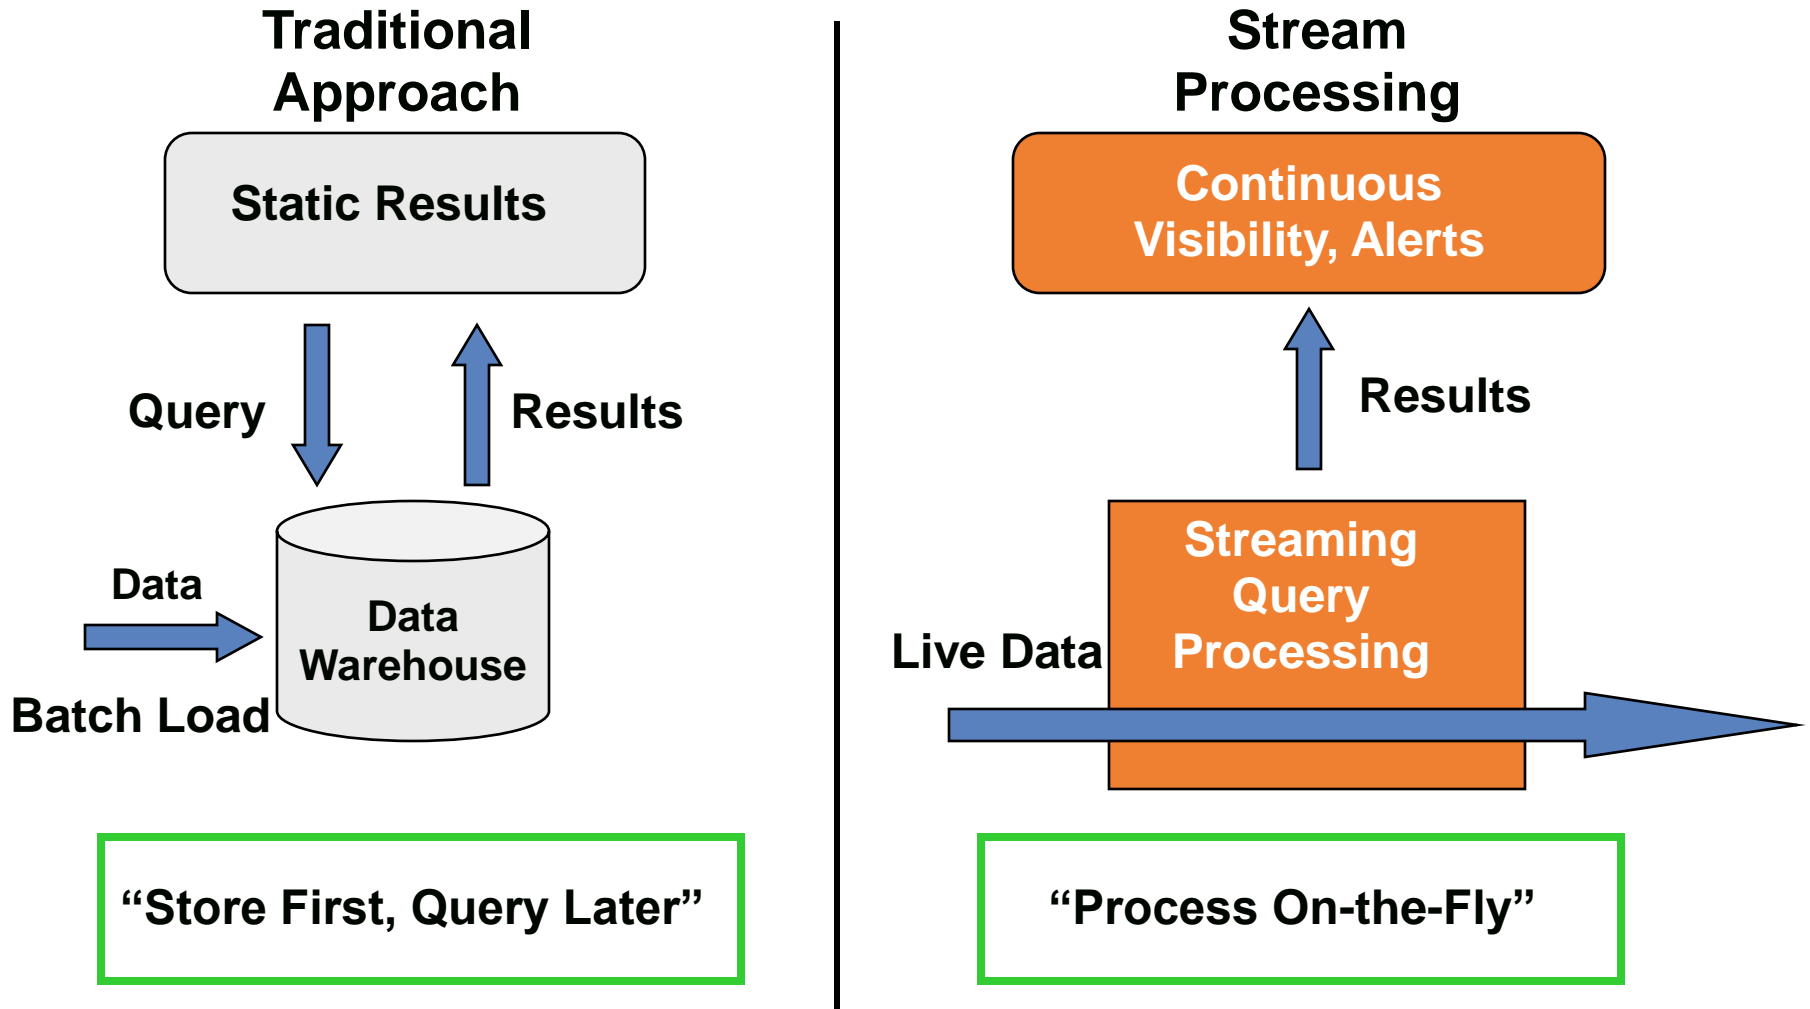 Traditional
Approach
Static Results
Query
Results
Data
Data
Warehouse
Batch Load
“Store First, Query Later”
Stream
Processing
Continuous
Visibility, Alerts
Results
Streaming
Query
Processing
Live Data
“Process On-the-Fly”